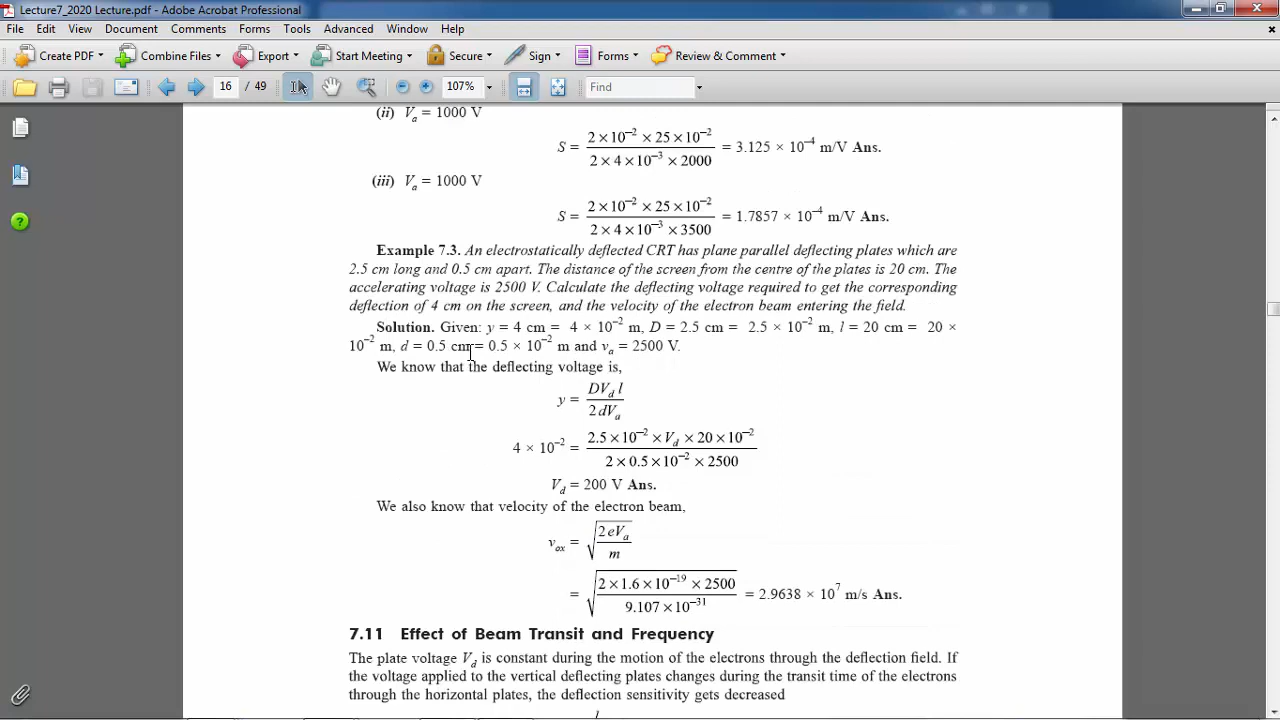 Lecture7_2020 Lecture.pdf - Adobe Acrobat Professional
File Edit View Document Comments Forms Tools Advanced Window Help
Create PDF Combine Files Export Start Meeting Secure Sign Forms Review & Comment
16 / 49 107% Find
(ii) Va = 1000 V
S = 2 × 10⁻² × 25 × 10⁻² / 2 × 4 × 10⁻³ × 2000 = 3.125 × 10⁻⁴ m/V Ans.
(iii) Va = 1000 V
S = 2 × 10⁻² × 25 × 10⁻² / 2 × 4 × 10⁻³ × 3500 = 1.7857 × 10⁻⁴ m/V Ans.
Example 7.3. An electrostatically deflected CRT has plane parallel deflecting plates which are
2.5 cm long and 0.5 cm apart. The distance of the screen from the centre of the plates is 20 cm. The
accelerating voltage is 2500 V. Calculate the deflecting voltage required to get the corresponding
deflection of 4 cm on the screen, and the velocity of the electron beam entering the field.
Solution. Given: y = 4 cm = 4 × 10⁻² m, D = 2.5 cm = 2.5 × 10⁻² m, l = 20 cm = 20 ×
10⁻² m, d = 0.5 cm = 0.5 × 10⁻² m and va = 2500 V.
We know that the deflecting voltage is,
y = DVd l / 2 dVa
4 × 10⁻² = 2.5 × 10⁻² × Vd × 20 × 10⁻² / 2 × 0.5 × 10⁻² × 2500
Vd = 200 V Ans.
We also know that velocity of the electron beam,
vox = √(2 eVa / m)
= √(2 × 1.6 × 10⁻¹⁹ × 2500 / 9.107 × 10⁻³¹) = 2.9638 × 10⁷ m/s Ans.
7.11 Effect of Beam Transit and Frequency
The plate voltage Vd is constant during the motion of the electrons through the deflection field. If
the voltage applied to the vertical deflecting plates changes during the transit time of the electrons
through the horizontal plates, the deflection sensitivity gets decreased